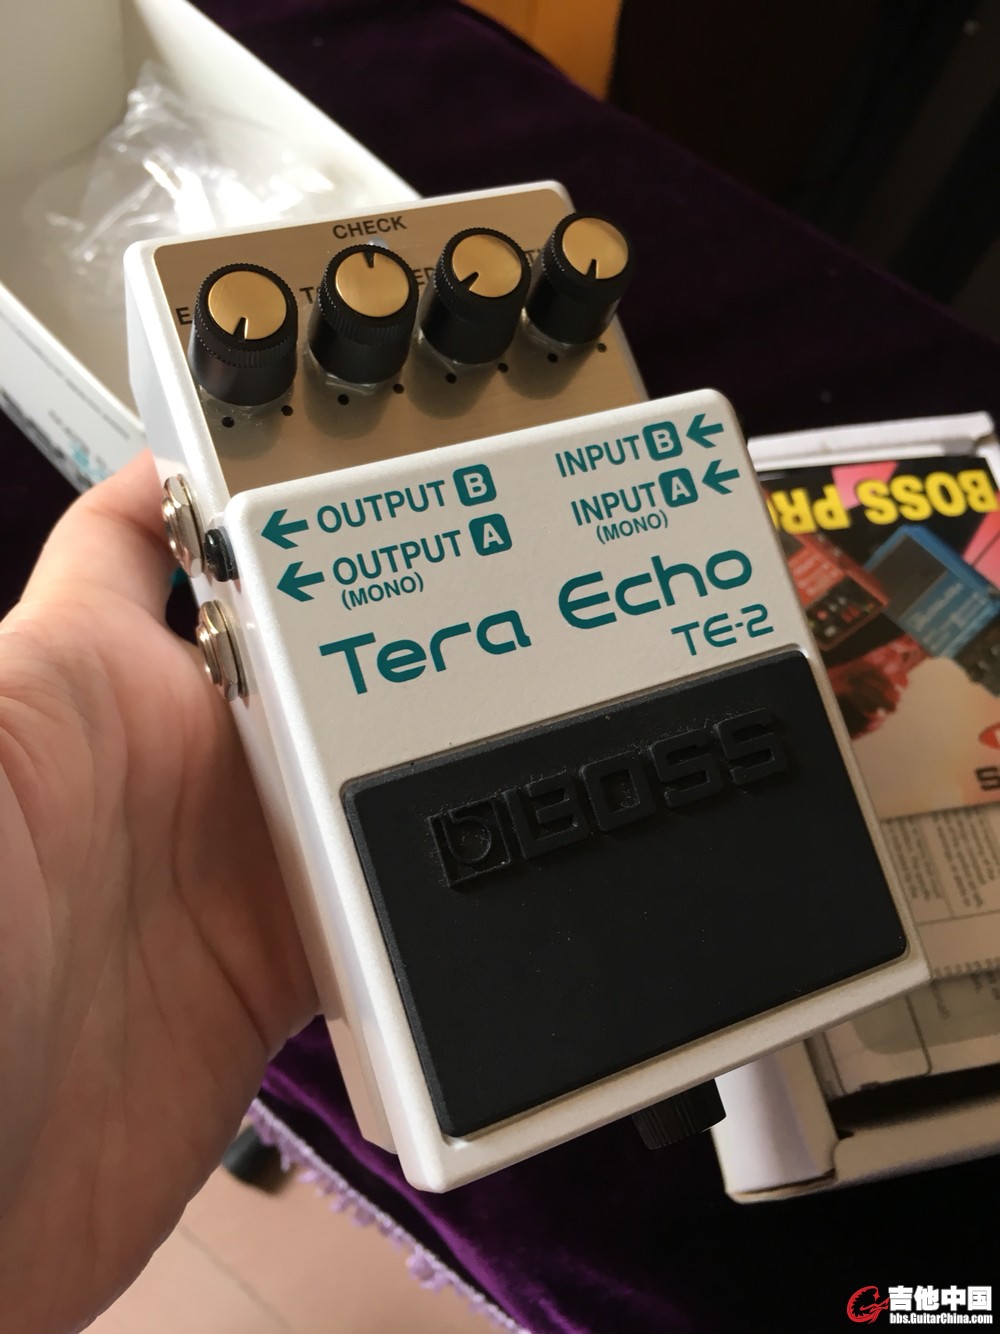 CHECK
OUTPUT B
INPUT B
OUTPUT A
(MONO)
INPUT A
(MONO)
Tera Echo
TE-2
BOSS
BOSS
吉他中国
bbs.GuitarChina.com